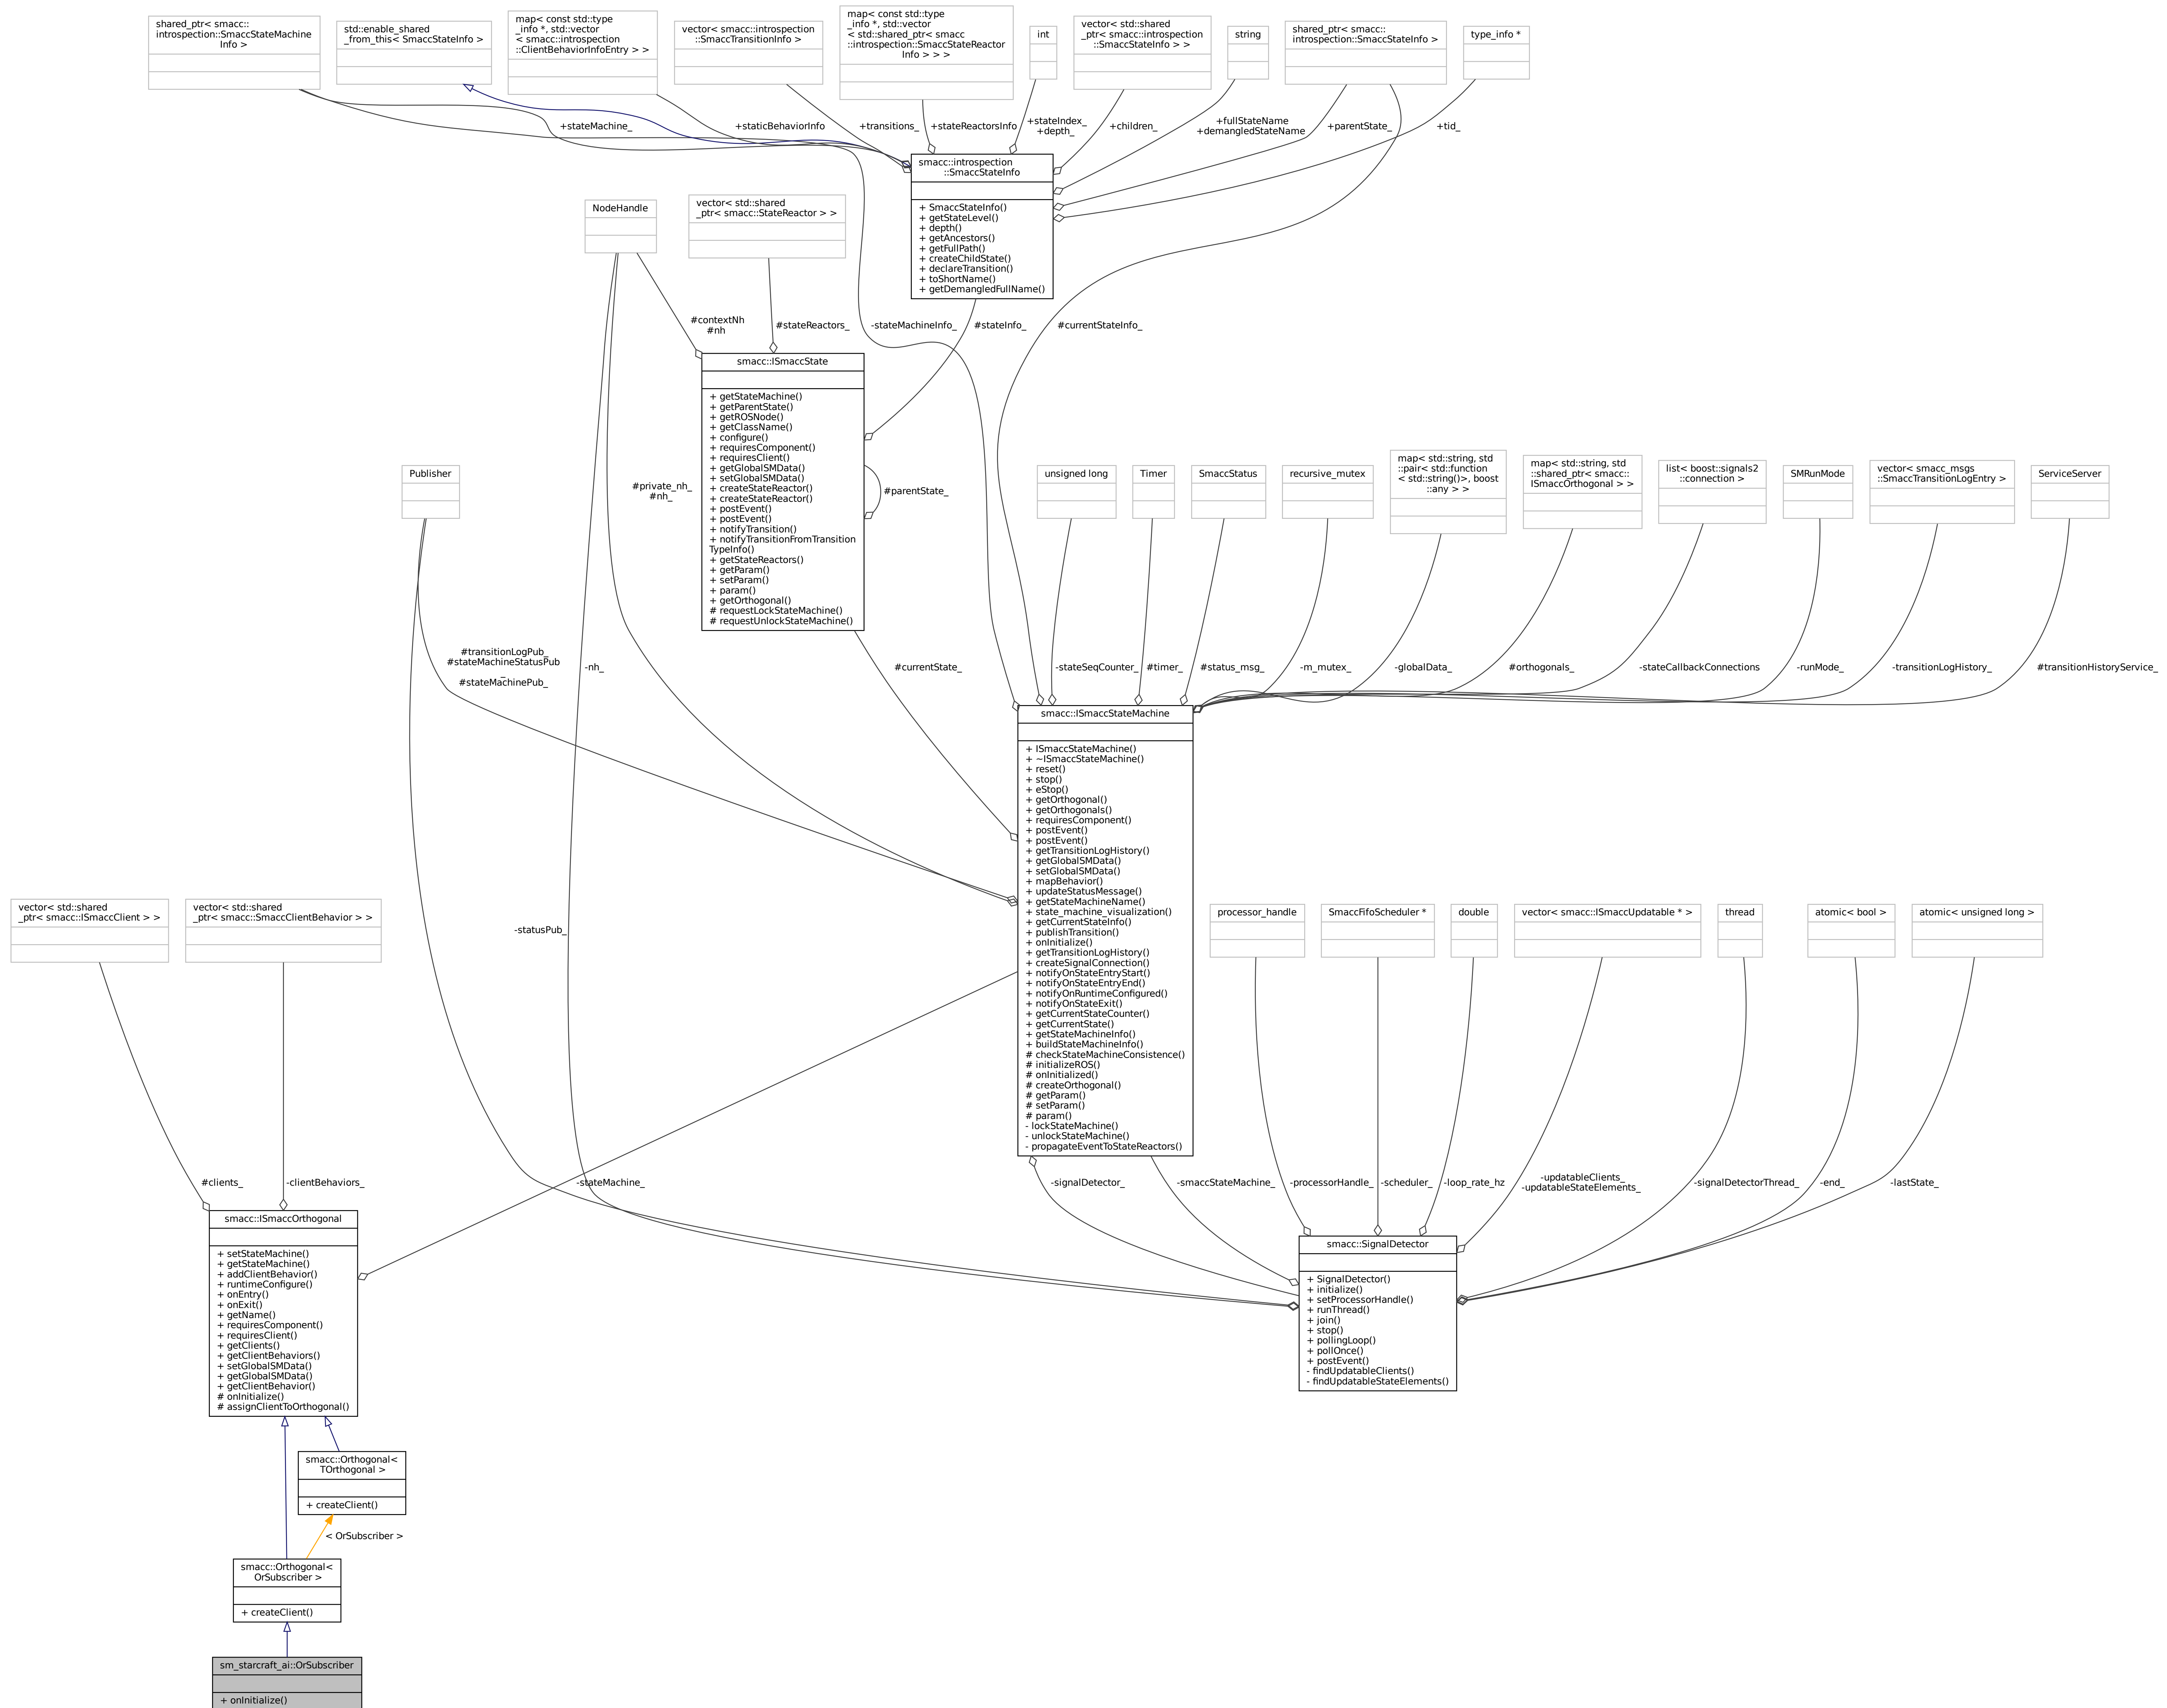 shared_ptr< smacc::
introspection::SmaccStateMachine
Info >
std::enable_shared
_from_this< SmaccStateInfo >
map< const std::type
_info *, std::vector
< smacc::introspection
::ClientBehaviorInfoEntry > >
vector< smacc::introspection
::SmaccTransitionInfo >
map< const std::type
_info *, std::vector
< std::shared_ptr< smacc
::introspection::SmaccStateReactor
Info > > >
int
vector< std::shared
_ptr< smacc::introspection
::SmaccStateInfo > >
string
shared_ptr< smacc::
introspection::SmaccStateInfo >
type_info *
+stateMachine_
+staticBehaviorInfo
+transitions_
+stateReactorsInfo
+stateIndex_
+depth_
+children_
+fullStateName
+demangledStateName
+parentState_
+tid_
smacc::introspection
::SmaccStateInfo
+ SmaccStateInfo()
+ getStateLevel()
+ depth()
+ getAncestors()
+ getFullPath()
+ createChildState()
+ declareTransition()
+ toShortName()
+ getDemangledFullName()
NodeHandle
vector< std::shared
_ptr< smacc::StateReactor > >
#contextNh
#nh
#stateReactors_
-stateMachineInfo_
#stateInfo_
#currentStateInfo_
smacc::ISmaccState
+ getStateMachine()
+ getParentState()
+ getROSNode()
+ getClassName()
+ configure()
+ requiresComponent()
+ requiresClient()
+ getGlobalSMData()
+ setGlobalSMData()
+ createStateReactor()
+ createStateReactor()
+ postEvent()
+ postEvent()
+ notifyTransition()
+ notifyTransitionFromTransition
TypeInfo()
+ getStateReactors()
+ getParam()
+ setParam()
+ param()
+ getOrthogonal()
# requestLockStateMachine()
# requestUnlockStateMachine()
#parentState_
Publisher
#private_nh_
#nh_
unsigned long
Timer
SmaccStatus
recursive_mutex
map< std::string, std
::pair< std::function
< std::string()>, boost
::any > >
map< std::string, std
::shared_ptr< smacc::
ISmaccOrthogonal > >
list< boost::signals2
::connection >
SMRunMode
vector< smacc_msgs
::SmaccTransitionLogEntry >
ServiceServer
#transitionLogPub_
#stateMachineStatusPub
_
#stateMachinePub_
-nh_
#currentState_
-stateSeqCounter_
#timer_
#status_msg_
-m_mutex_
-globalData_
#orthogonals_
-stateCallbackConnections
-runMode_
-transitionLogHistory_
#transitionHistoryService_
smacc::ISmaccStateMachine
+ ISmaccStateMachine()
+ ~ISmaccStateMachine()
+ reset()
+ stop()
+ eStop()
+ getOrthogonal()
+ getOrthogonals()
+ requiresComponent()
+ postEvent()
+ postEvent()
+ getTransitionLogHistory()
+ getGlobalSMData()
+ setGlobalSMData()
+ mapBehavior()
+ updateStatusMessage()
+ getStateMachineName()
+ state_machine_visualization()
+ getCurrentStateInfo()
+ publishTransition()
+ onInitialize()
+ getTransitionLogHistory()
+ createSignalConnection()
+ notifyOnStateEntryStart()
+ notifyOnStateEntryEnd()
+ notifyOnRuntimeConfigured()
+ notifyOnStateExit()
+ getCurrentStateCounter()
+ getCurrentState()
+ getStateMachineInfo()
+ buildStateMachineInfo()
# checkStateMachineConsistence()
# initializeROS()
# onInitialized()
# createOrthogonal()
# getParam()
# setParam()
# param()
- lockStateMachine()
- unlockStateMachine()
- propagateEventToStateReactors()
vector< std::shared
_ptr< smacc::ISmaccClient > >
vector< std::shared
_ptr< smacc::SmaccClientBehavior > >
-statusPub_
processor_handle
SmaccFifoScheduler *
double
vector< smacc::ISmaccUpdatable * >
thread
atomic< bool >
atomic< unsigned long >
#clients_
-clientBehaviors_
-stateMachine_
-signalDetector_
-smaccStateMachine_
-processorHandle_
-scheduler_
-loop_rate_hz
-updatableClients_
-updatableStateElements_
-signalDetectorThread_
-end_
-lastState_
smacc::ISmaccOrthogonal
+ setStateMachine()
+ getStateMachine()
+ addClientBehavior()
+ runtimeConfigure()
+ onEntry()
+ onExit()
+ getName()
+ requiresComponent()
+ requiresClient()
+ getClients()
+ getClientBehaviors()
+ setGlobalSMData()
+ getGlobalSMData()
+ getClientBehavior()
# onInitialize()
# assignClientToOrthogonal()
smacc::SignalDetector
+ SignalDetector()
+ initialize()
+ setProcessorHandle()
+ runThread()
+ join()
+ stop()
+ pollingLoop()
+ pollOnce()
+ postEvent()
- findUpdatableClients()
- findUpdatableStateElements()
smacc::Orthogonal<
TOrthogonal >
+ createClient()
< OrSubscriber >
smacc::Orthogonal<
OrSubscriber >
+ createClient()
sm_starcraft_ai::OrSubscriber
+ onInitialize()